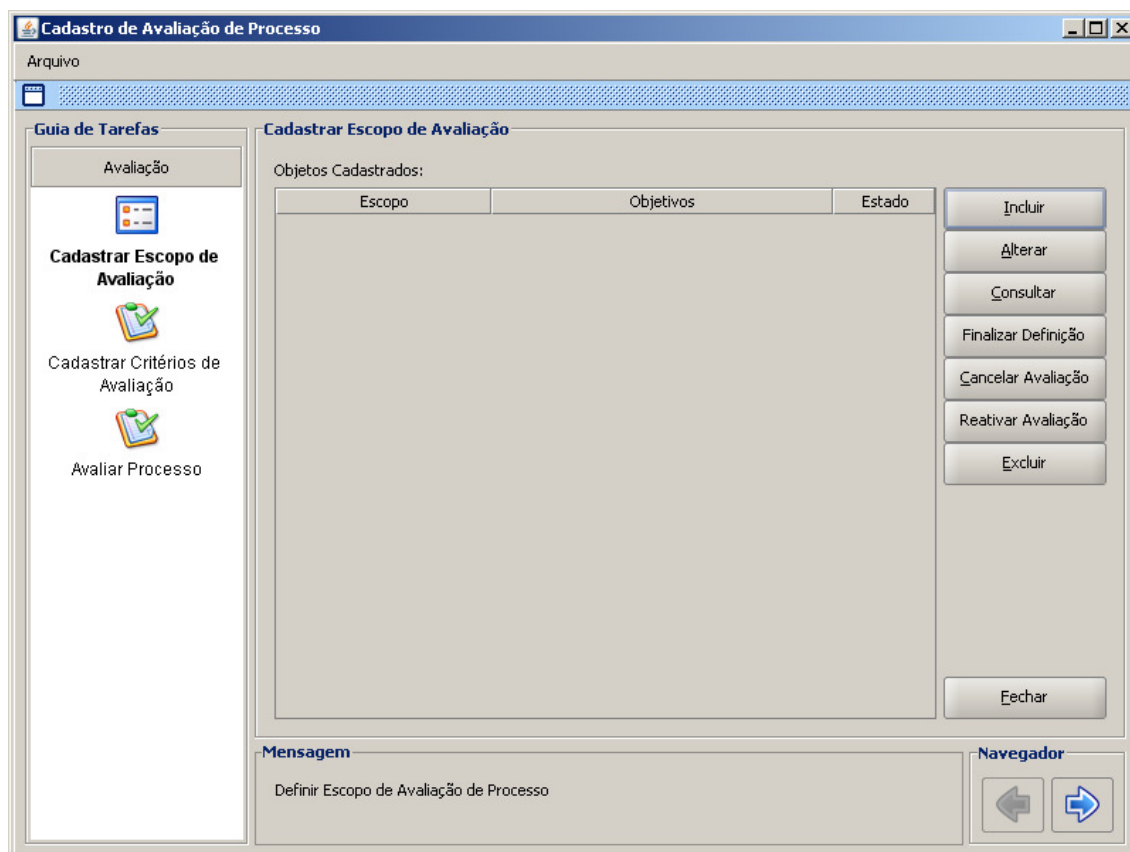 Cadastro de Avaliação de Processo
Arquivo
Guia de Tarefas
Avaliação
Cadastrar Escopo de
Avaliação
Cadastrar Critérios de
Avaliação
Avaliar Processo
Cadastrar Escopo de Avaliação
Objetos Cadastrados:
Escopo Objetivos Estado
Incluir
Alterar
Consultar
Finalizar Definição
Cancelar Avaliação
Reativar Avaliação
Excluir
Fechar
Mensagem
Definir Escopo de Avaliação de Processo
Navegador